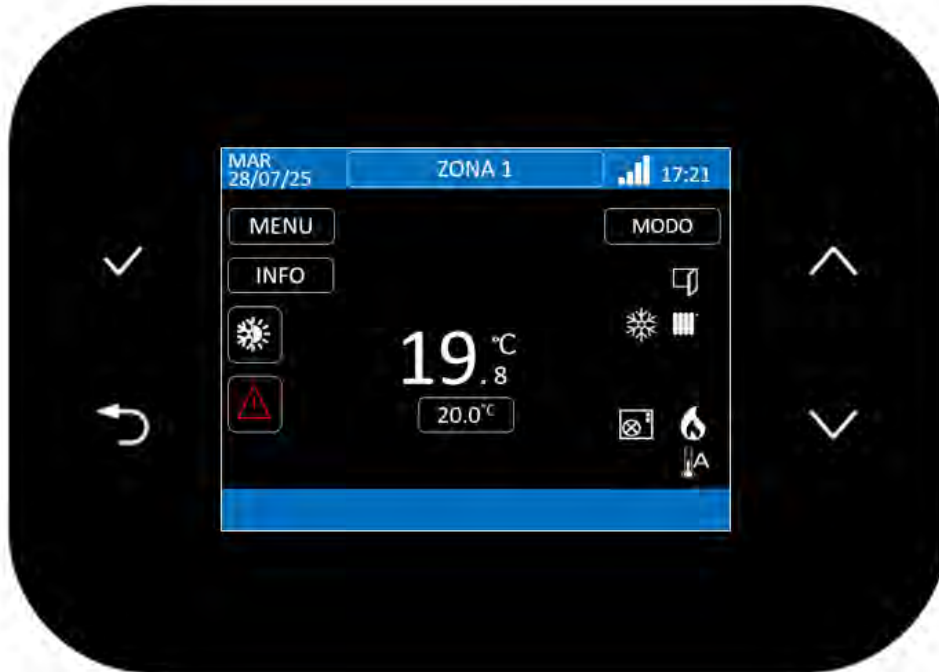 MAR
28/07/25
ZONA 1
17:21
MENU
MODO
INFO
19.8 °C
20.0°C
A